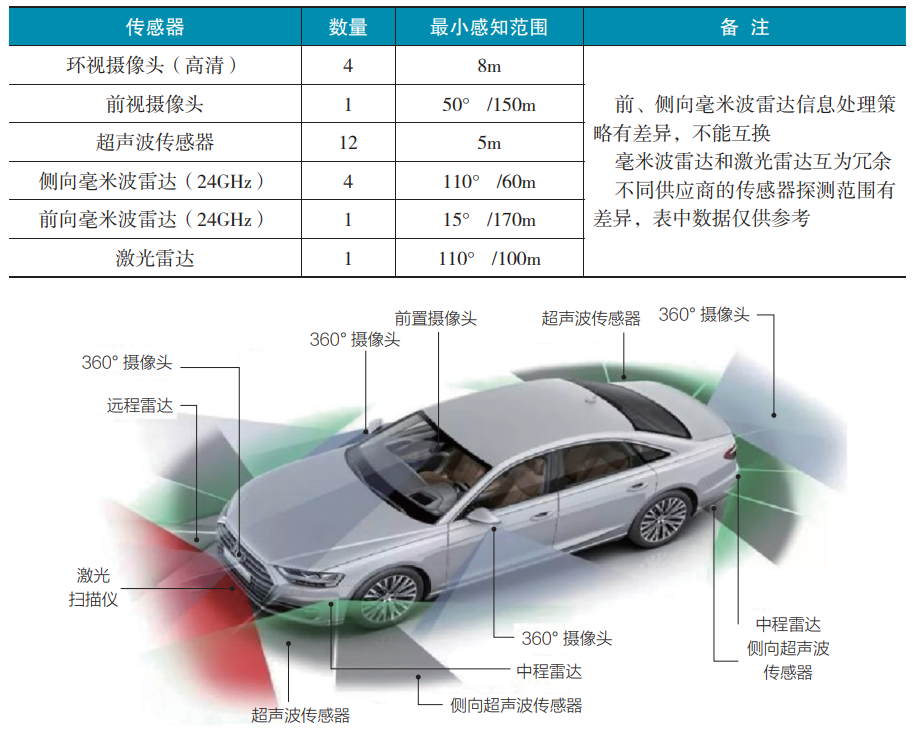 传感器 数量 最小感知范围 备 注
环视摄像头（高清） 4 8m
前视摄像头 1 50° /150m
超声波传感器 12 5m
侧向毫米波雷达（24GHz） 4 110° /60m
前向毫米波雷达（24GHz） 1 15° /170m
激光雷达 1 110° /100m
前、侧向毫米波雷达信息处理策
略有差异，不能互换
毫米波雷达和激光雷达互为冗余
不同供应商的传感器探测范围有
差异，表中数据仅供参考
前置摄像头
超声波传感器
360° 摄像头
360° 摄像头
360° 摄像头
远程雷达
激光
扫描仪
360° 摄像头
中程雷达
侧向超声波
传感器
中程雷达
侧向超声波传感器
超声波传感器